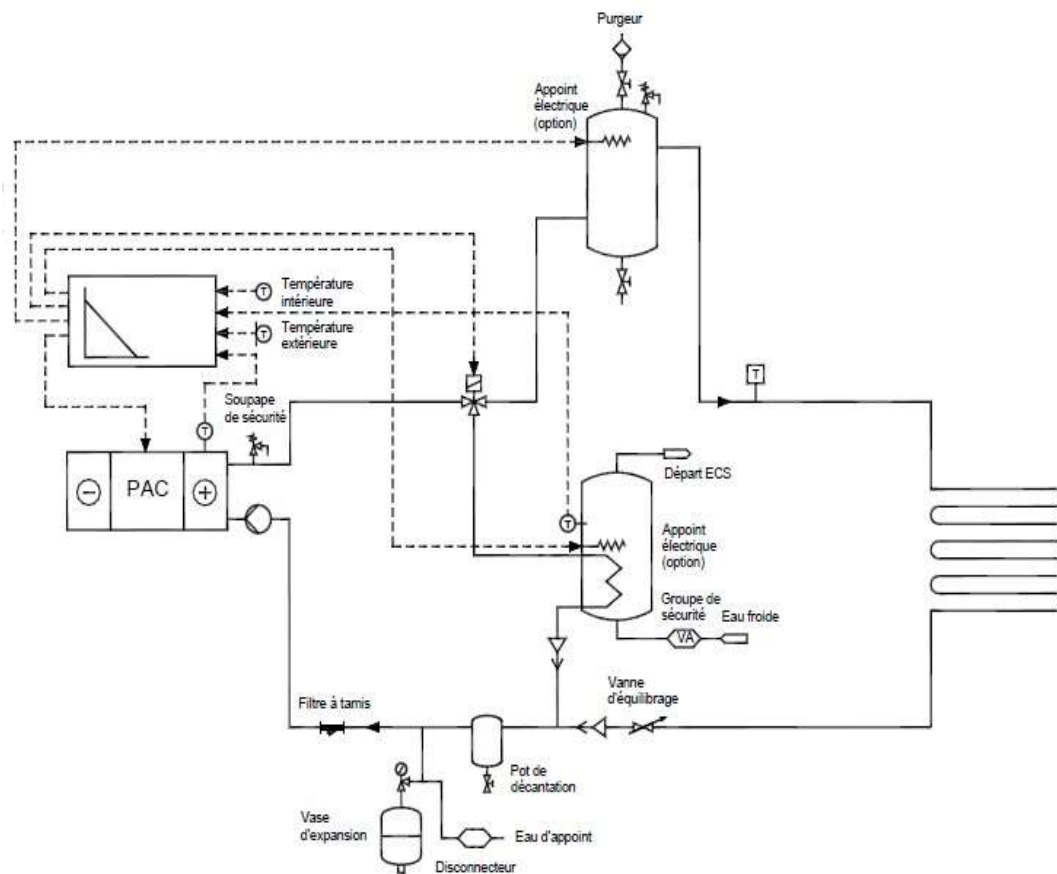 Purgeur
Appoint
électrique
(option)
T
Température
intérieure
T
Température
extérieure
T
Soupape
de sécurité
T
PAC
Départ ECS
T
Appoint
électrique
(option)
Groupe de
sécurité
Eau froide
VA
Vanne
d'équilibrage
Filtre à tamis
Pot de
décantation
Vase
d'expansion
Eau d'appoint
Disconnecteur